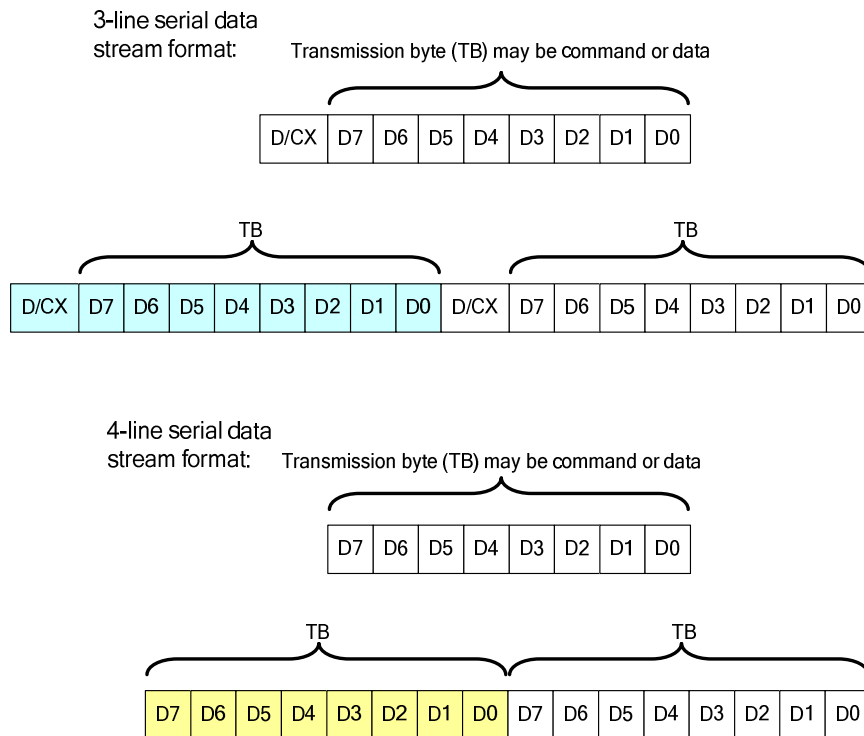 3-line serial data
stream format: Transmission byte (TB) may be command or data
D/CX D7 D6 D5 D4 D3 D2 D1 D0
TB TB
D/CX D7 D6 D5 D4 D3 D2 D1 D0 D/CX D7 D6 D5 D4 D3 D2 D1 D0
4-line serial data
stream format: Transmission byte (TB) may be command or data
D7 D6 D5 D4 D3 D2 D1 D0
TB TB
D7 D6 D5 D4 D3 D2 D1 D0 D7 D6 D5 D4 D3 D2 D1 D0